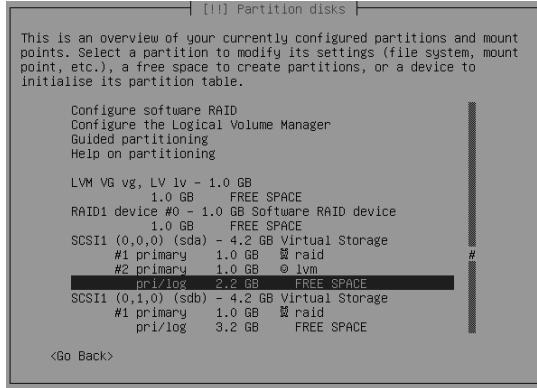 [!!] Partition disks
This is an overview of your currently configured partitions and mount
points. Select a partition to modify its settings (file system, mount
point, etc.), a free space to create partitions, or a device to
initialise its partition table.
Configure software RAID
Configure the Logical Volume Manager
Guided partitioning
Help on partitioning
LVM VG vg, LV lv - 1.0 GB
1.0 GB FREE SPACE
RAID1 device #0 - 1.0 GB Software RAID device
1.0 GB FREE SPACE
SCSI1 (0,0,0) (sda) - 4.2 GB Virtual Storage
#1 primary 1.0 GB raid
#2 primary 1.0 GB ☺ lvm
pri/log 2.2 GB FREE SPACE
SCSI1 (0,1,0) (sdb) - 4.2 GB Virtual Storage
#1 primary 1.0 GB raid
pri/log 3.2 GB FREE SPACE
<Go Back>